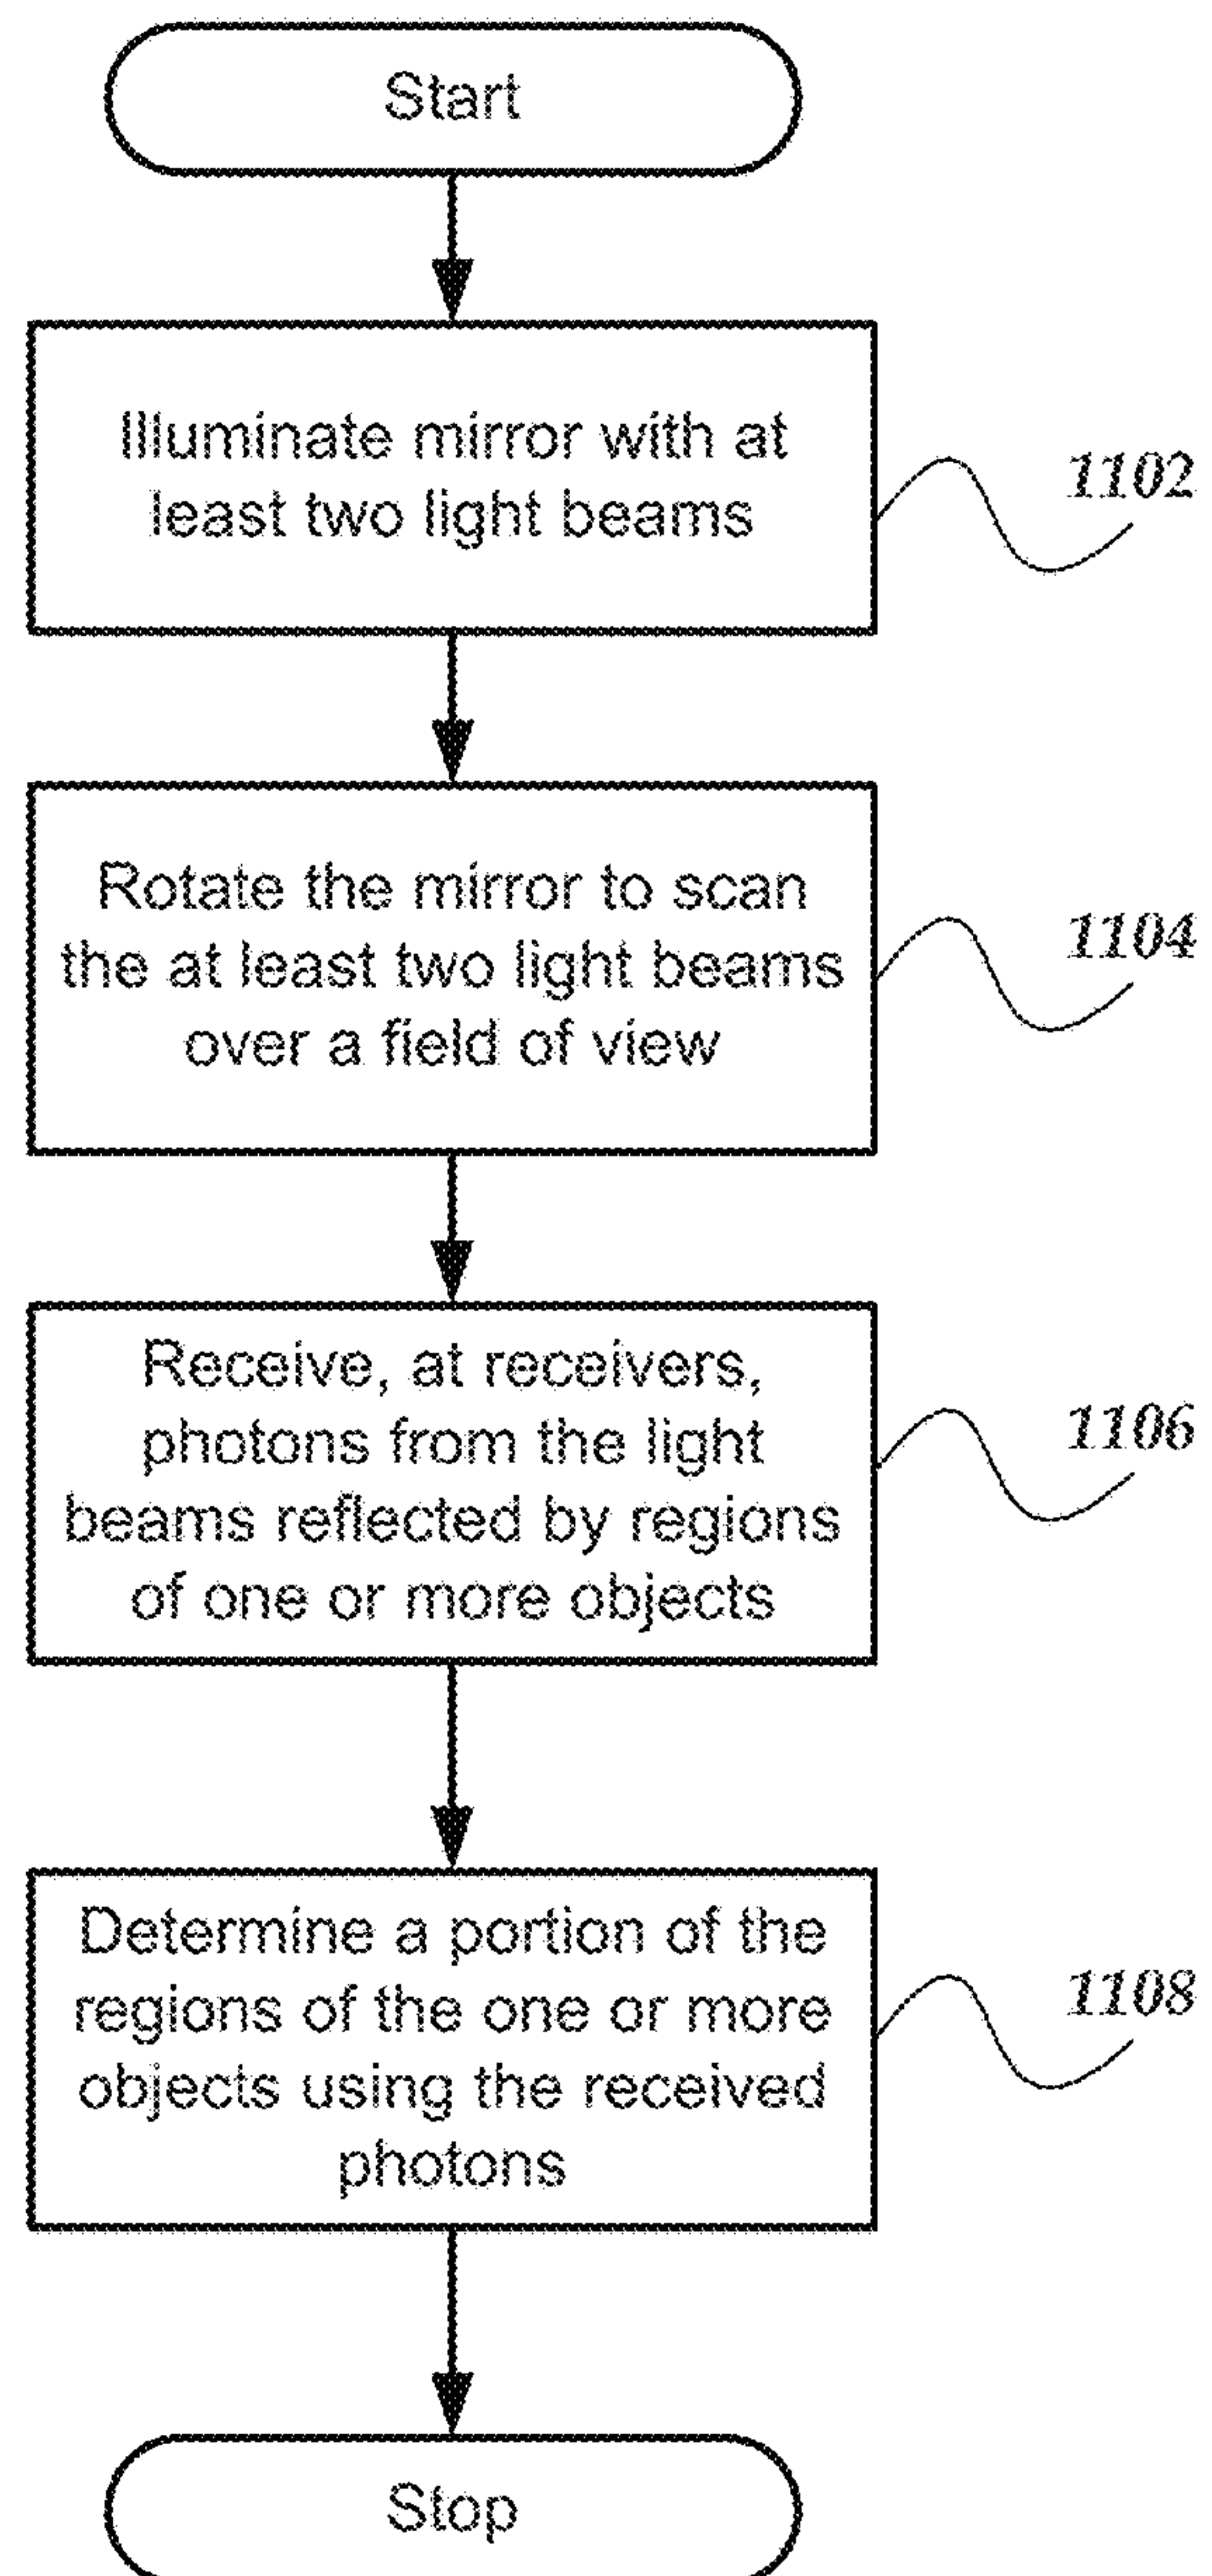 Start
Illuminate mirror with at
least two light beams
1102
Rotate the mirror to scan
the at least two light beams
over a field of view
1104
Receive, at receivers,
photons from the light
beams reflected by regions
of one or more objects
1106
Determine a portion of the
regions of the one or more
objects using the received
photons
1108
Stop